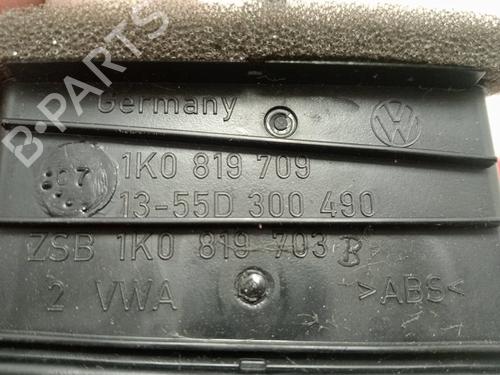 B-PARTS
Germany
1K0 819 709
13-55D 300 490
ZSB 1K0 819 703 B
2 VWA >ABS<